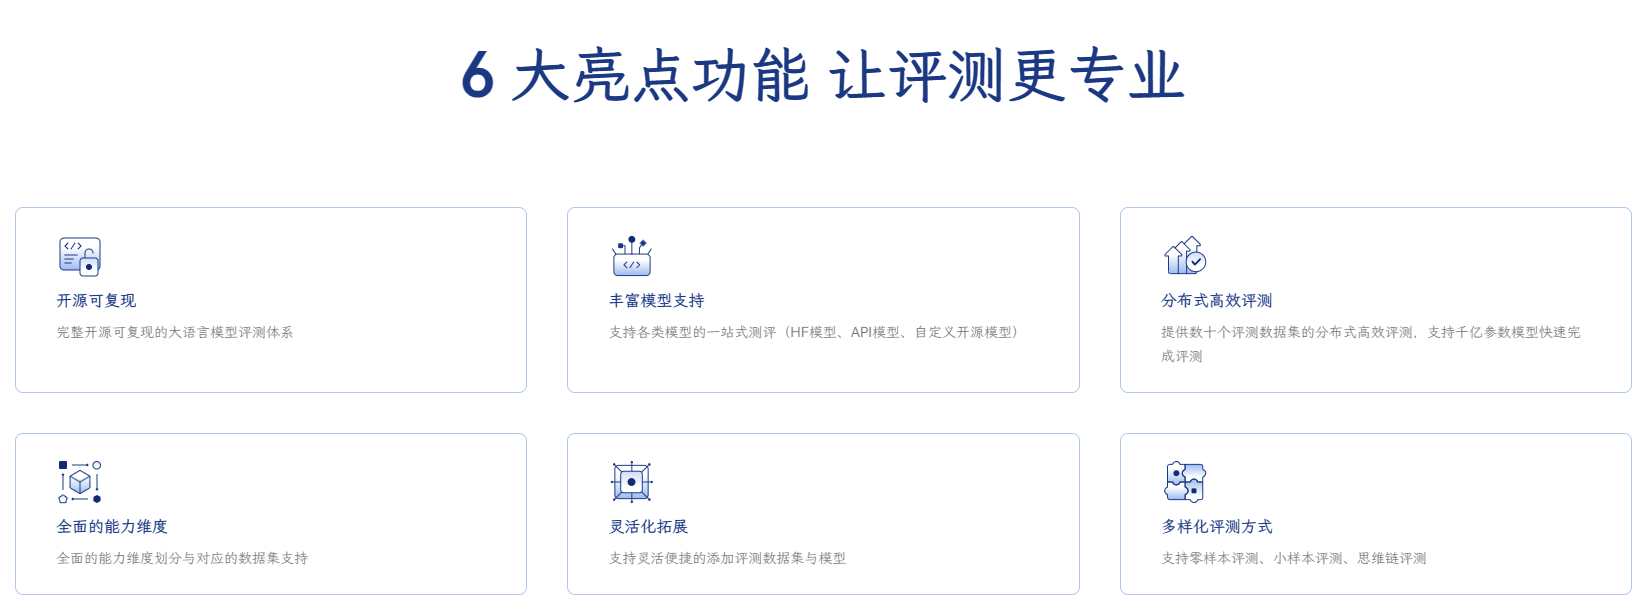 6 大亮点功能 让评测更专业
开源可复现
完整开源可复现的大语言模型评测体系
丰富模型支持
支持各类模型的一站式测评（HF模型、API模型、自定义开源模型）
分布式高效评测
提供数十个评测数据集的分布式高效评测，支持千亿参数模型快速完
成评测
全面的能力维度
全面的能力维度划分与对应的数据集支持
灵活化拓展
支持灵活便捷的添加评测数据集与模型
多样化评测方式
支持零样本评测、小样本评测、思维链评测